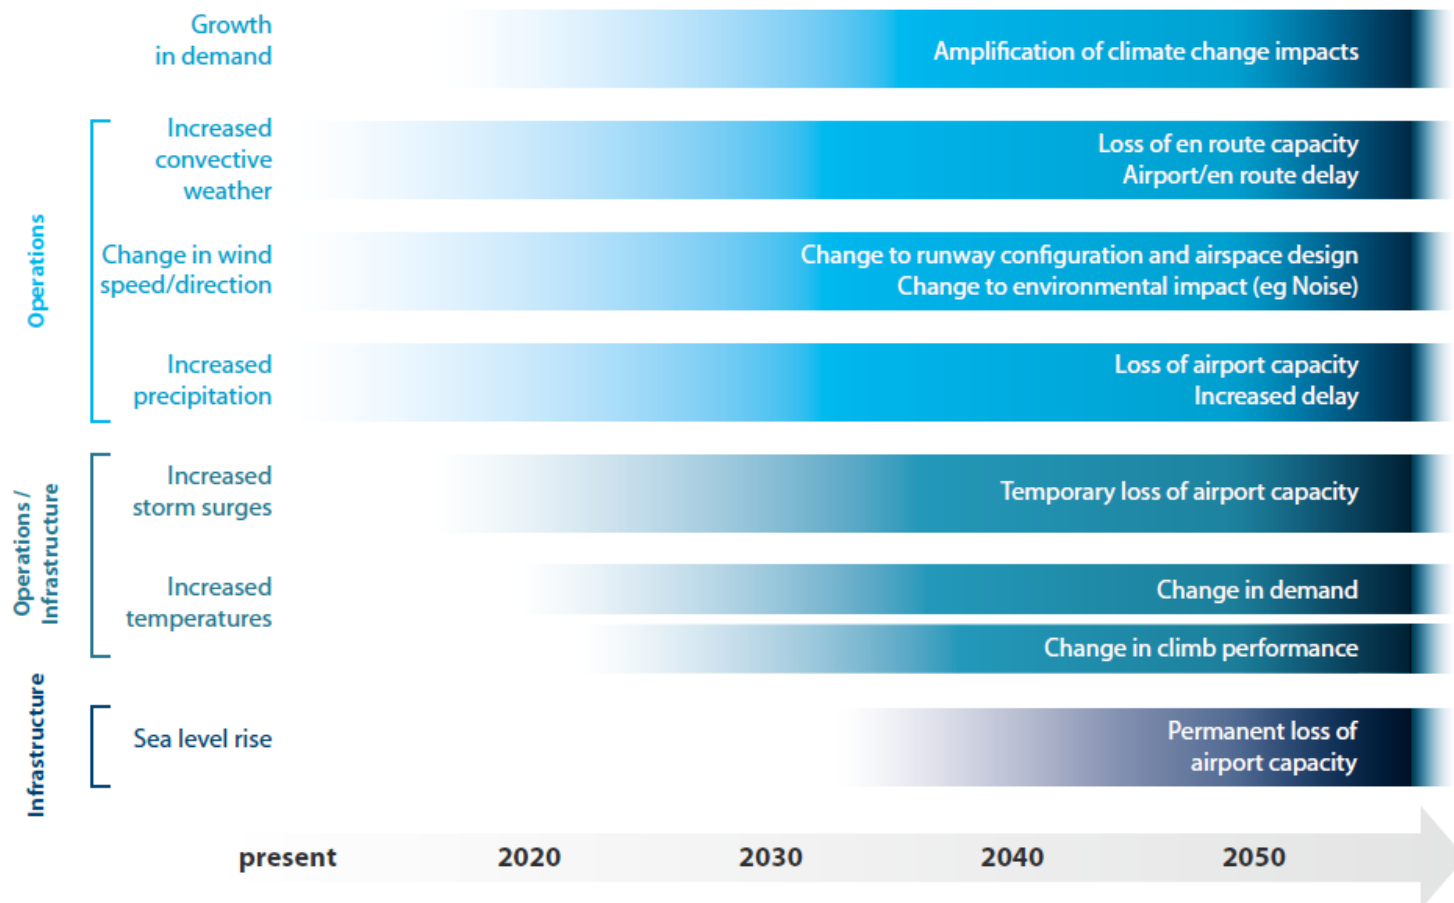 Growth
in demand
Amplification of climate change impacts
Operations
Increased
convective
weather
Loss of en route capacity
Airport/en route delay
Change in wind
speed/direction
Change to runway configuration and airspace design
Change to environmental impact (eg Noise)
Increased
precipitation
Loss of airport capacity
Increased delay
Operations /
Infrastructure
Increased
storm surges
Temporary loss of airport capacity
Increased
temperatures
Change in demand
Change in climb performance
Infrastructure
Sea level rise
Permanent loss of
airport capacity
present 2020 2030 2040 2050